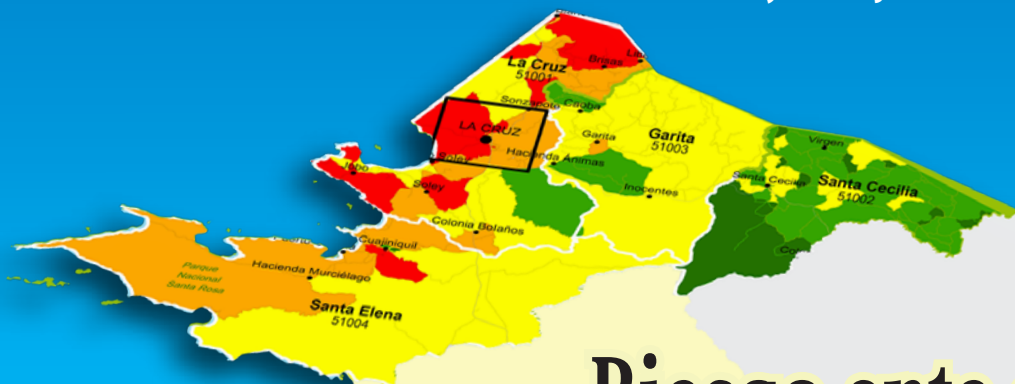 Brisas
La Cruz
51001
Sonzapote
Caoba
LA CRUZ
Garita
Garita
51003
Hacienda Ánimas
Inocentes
Virgen
Santa Cecilia
Santa Cecilia
51002
Soley
Colonia Bolaños
Cuajiniquil
Hacienda Murciélago
Parque
Nacional
Santa Rosa
Santa Elena
51004